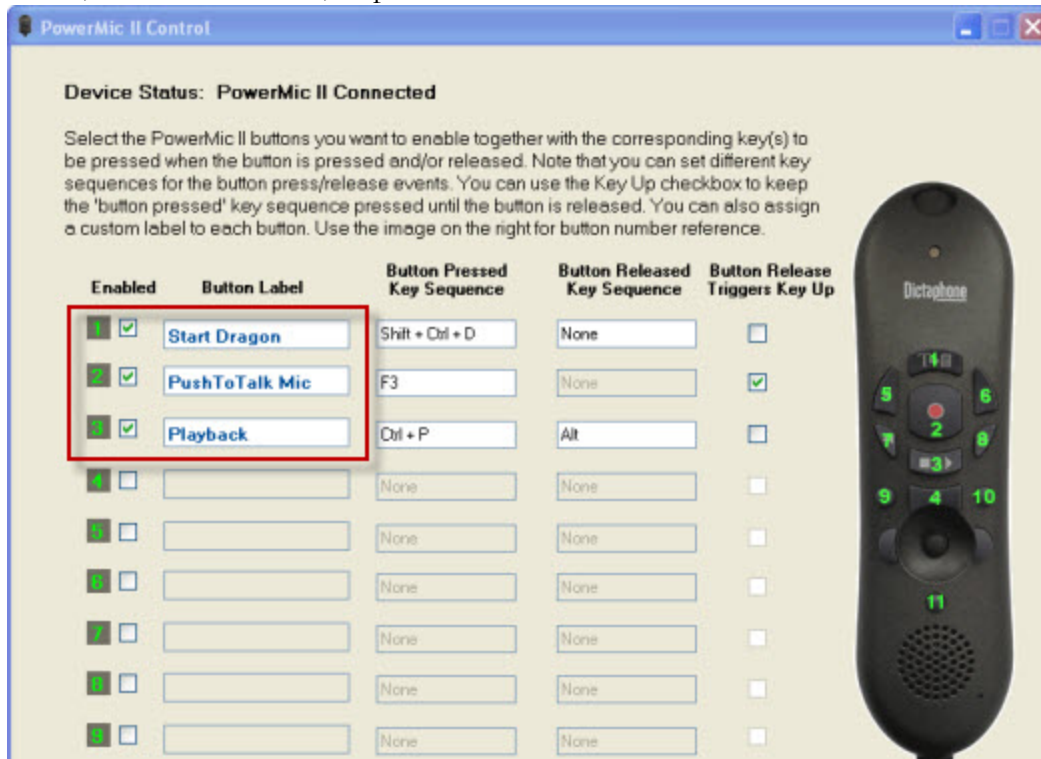 PowerMic II Control
Device Status: PowerMic II Connected
Select the PowerMic II buttons you want to enable together with the corresponding key(s) to
be pressed when the button is pressed and/or released. Note that you can set different key
sequences for the button press/release events. You can use the Key Up checkbox to keep
the 'button pressed' key sequence pressed until the button is released. You can also assign
a custom label to each button. Use the image on the right for button number reference.
Enabled Button Label Button Pressed Key Sequence Button Released Key Sequence Button Release Triggers Key Up
1 Start Dragon Shift + Ctrl + D None
2 PushToTalk Mic F3 None
3 Playback Ctrl + P Alt
4 None None
5 None None
6 None None
7 None None
8 None None
9 None None
Dictaphone
1
5 6
2
7 8
3
9 4 10
11